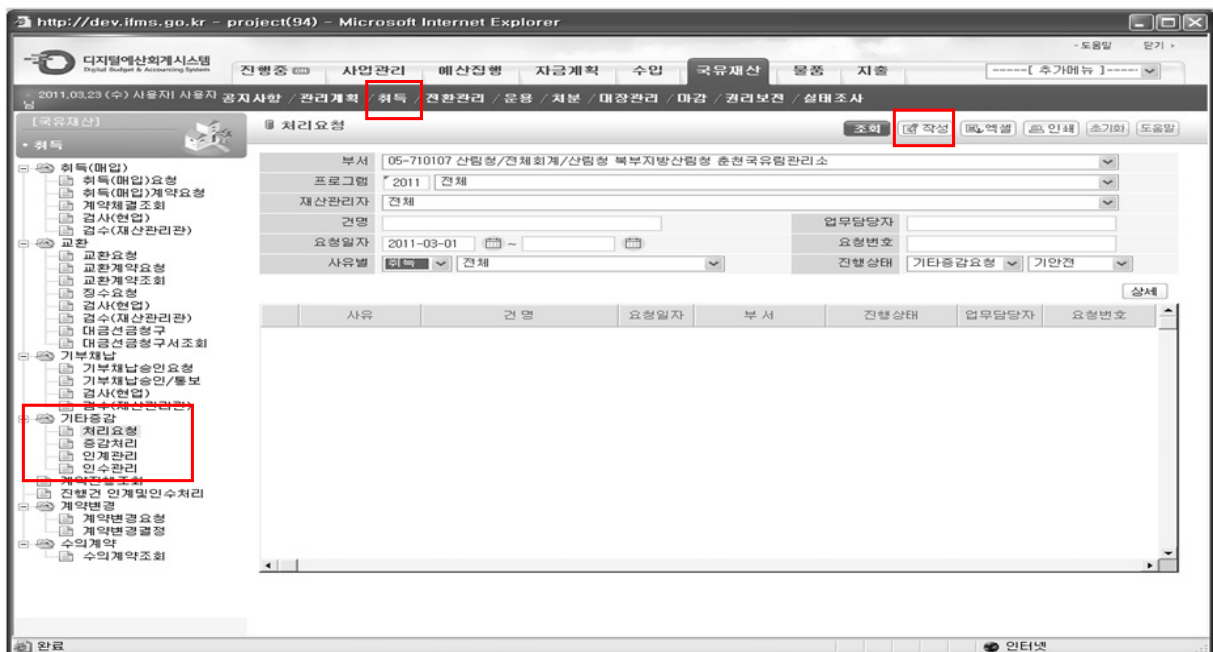 http://dev.ifms.go.kr - project(94) - Microsoft Internet Explorer
- 도움말 닫기 ›
디지털예산회계시스템
Digital Budget & Accounting System
진행중 사업관리 예산집행 자금계획 수입 국유재산 물품 지출 -----[ 추가메뉴 ]-----
2011.03.23 (수) 사용자I 사용자님
공지사항 / 관리계획 / 취득 / 전환관리 / 운용 / 처분 / 대장관리 / 마감 / 권리보전 / 실태조사
[국유재산]
• 취득
처리요청
조회 작성 엑셀 인쇄 초기화 도움말
취득(매입)
취득(매입)요청
취득(매입)계약요청
계약체결조회
검사(현업)
검수(재산관리관)
교환
교환요청
교환계약요청
교환계약조회
징수요청
검사(현업)
검수(재산관리관)
대금선금청구
대금선금청구서조회
기부채납
기부채납승인요청
기부채납승인/통보
검사(현업)
검수(재산관리관)
기타증감
처리요청
증감처리
인계관리
인수관리
계약진행조회
진행건 인계및인수처리
계약변경
계약변경요청
계약변경결정
수의계약
수의계약조회
부서 05-710107 산림청/전체회계/산림청 북부지방산림청 춘천국유림관리소
프로그램 2011 전체
재산관리자 전체
건명 업무담당자
요청일자 2011-03-01 ~ 요청번호
사유별 취득 전체 진행상태 기타증감요청 기안전
상세
사유 건 명 요청일자 부 서 진행상태 업무담당자 요청번호
완료 인터넷